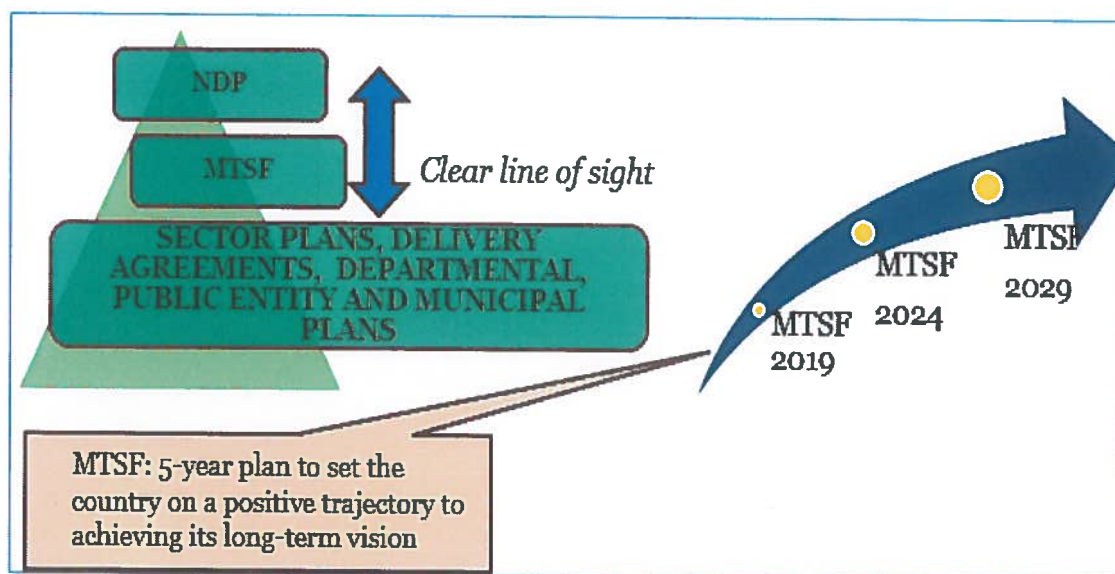 NDP
MTSF
Clear line of sight
SECTOR PLANS, DELIVERY
AGREEMENTS, DEPARTMENTAL,
PUBLIC ENTITY AND MUNICIPAL
PLANS
MTSF
2019
MTSF
2024
MTSF
2029
MTSF: 5-year plan to set the
country on a positive trajectory to
achieving its long-term vision